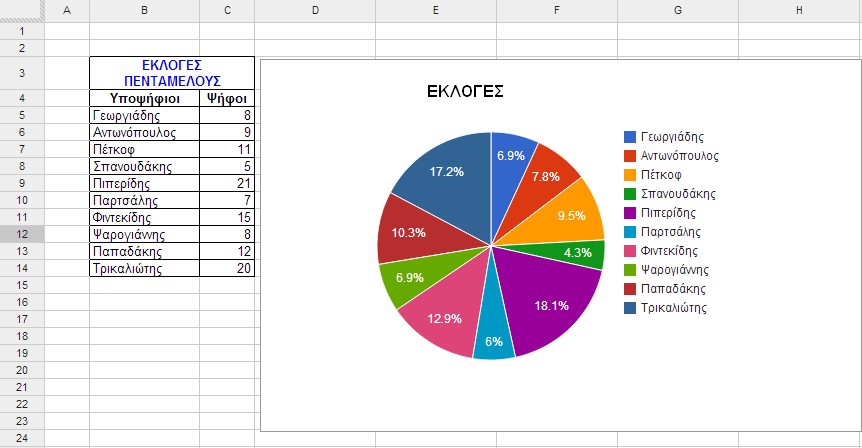 A B C D E F G H
1
2
3 ΕΚΛΟΓΕΣ
ΠΕΝΤΑΜΕΛΟΥΣ
4 Υποψήφιοι Ψήφοι
5 Γεωργιάδης 8
6 Αντωνόπουλος 9
7 Πέτκοφ 11
8 Σπανουδάκης 5
9 Πιπερίδης 21
10 Παρτσάλης 7
11 Φιντεκίδης 15
12 Ψαρογιάννης 8
13 Παπαδάκης 12
14 Τρικαλιώτης 20
15
16
17
18
19
20
21
22
23
24
ΕΚΛΟΓΕΣ
6.9%
7.8%
9.5%
4.3%
18.1%
6%
12.9%
6.9%
10.3%
17.2%
Γεωργιάδης
Αντωνόπουλος
Πέτκοφ
Σπανουδάκης
Πιπερίδης
Παρτσάλης
Φιντεκίδης
Ψαρογιάννης
Παπαδάκης
Τρικαλιώτης